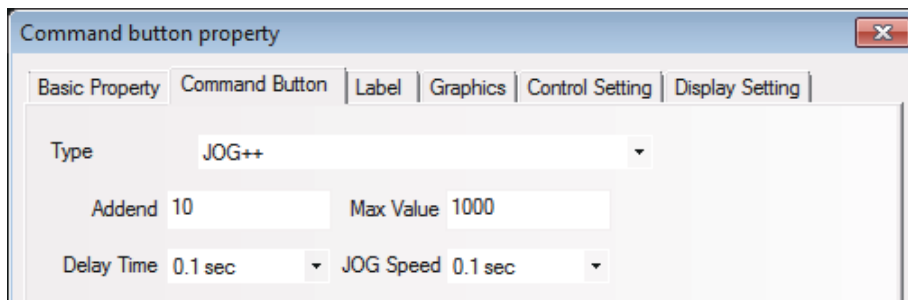 Command button property
Basic Property Command Button Label Graphics Control Setting Display Setting
Type JOG++
Addend 10 Max Value 1000
Delay Time 0.1 sec JOG Speed 0.1 sec